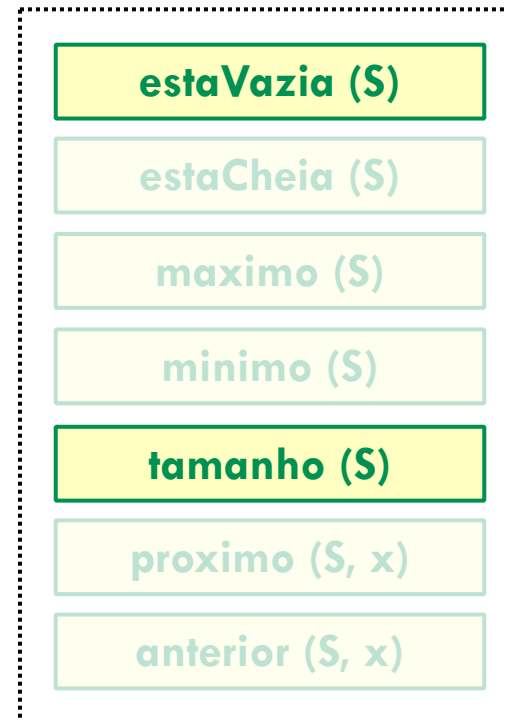 estaVazia (S)
estaCheia (S)
maximo (S)
minimo (S)
tamanho (S)
proximo (S, x)
anterior (S, x)